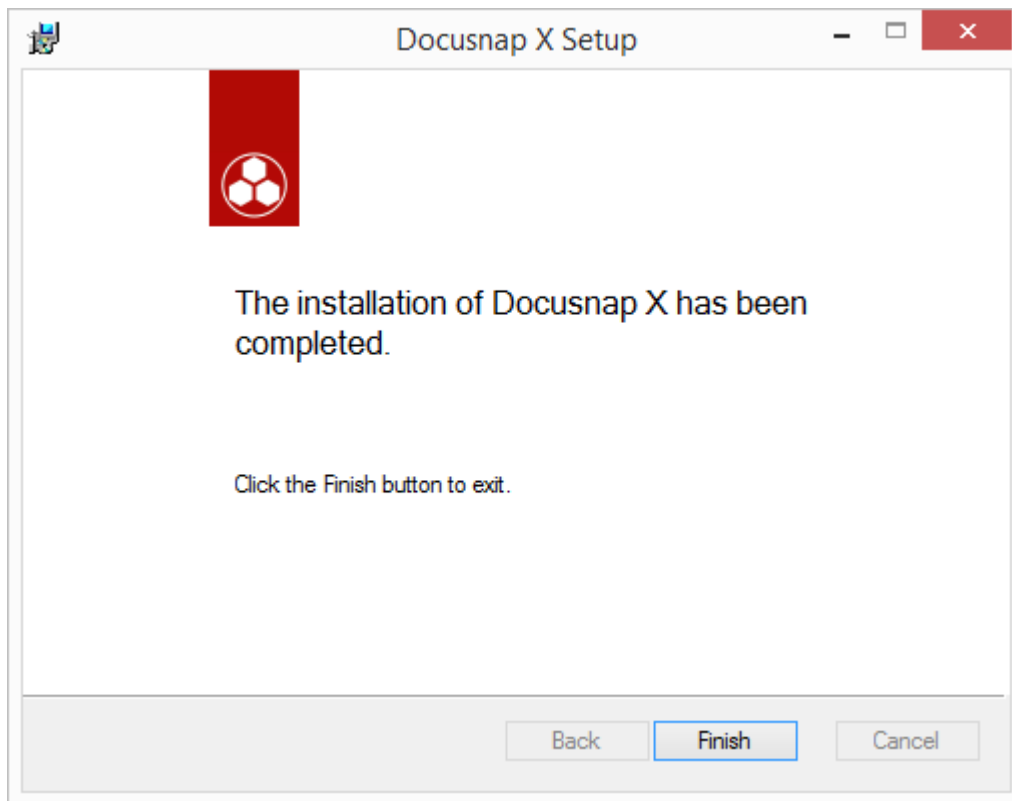 Docusnap X Setup
The installation of Docusnap X has been
completed.
Click the Finish button to exit.
Back
Finish
Cancel